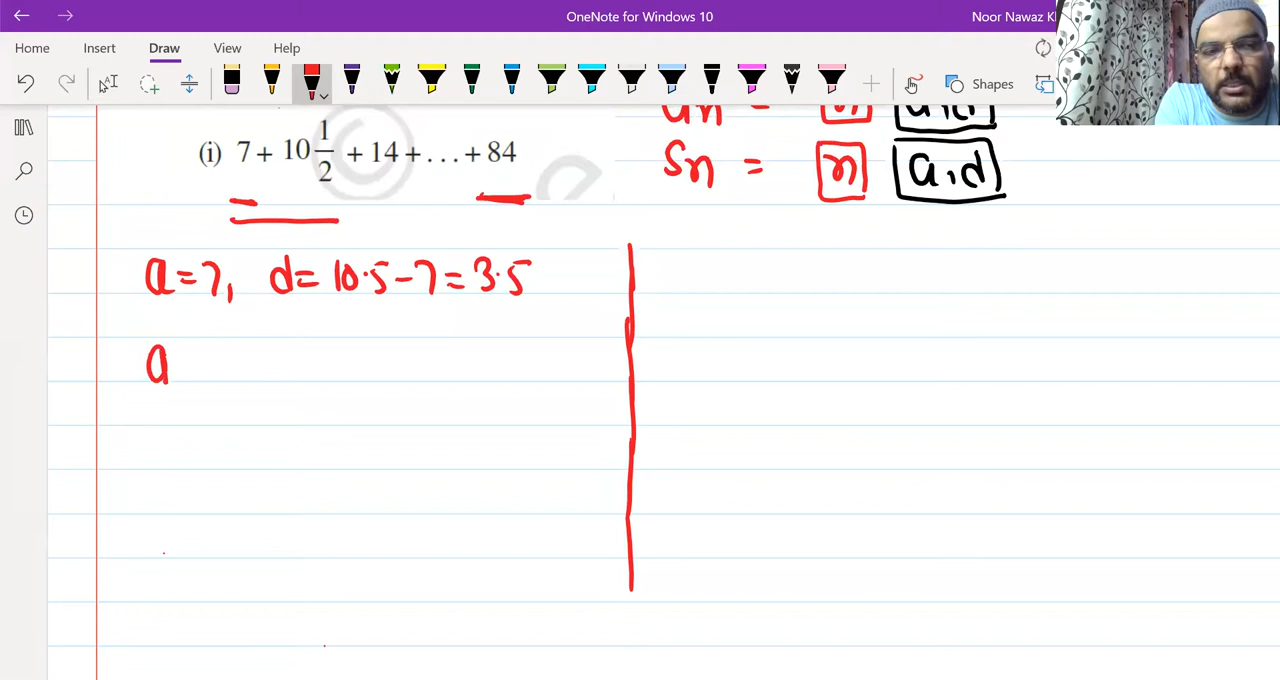 OneNote for Windows 10
Noor Nawaz K
Home Insert Draw View Help
Shapes
an =
(i) 7 + 10 1/2 + 14 + . . . + 84
Sn = n a, d
a = 7, d = 10.5 - 7 = 3.5
a